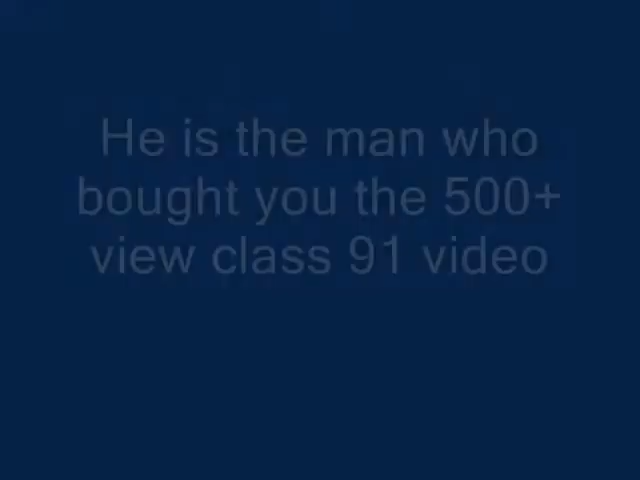 He is the man who
bought you the 500+
view class 91 video